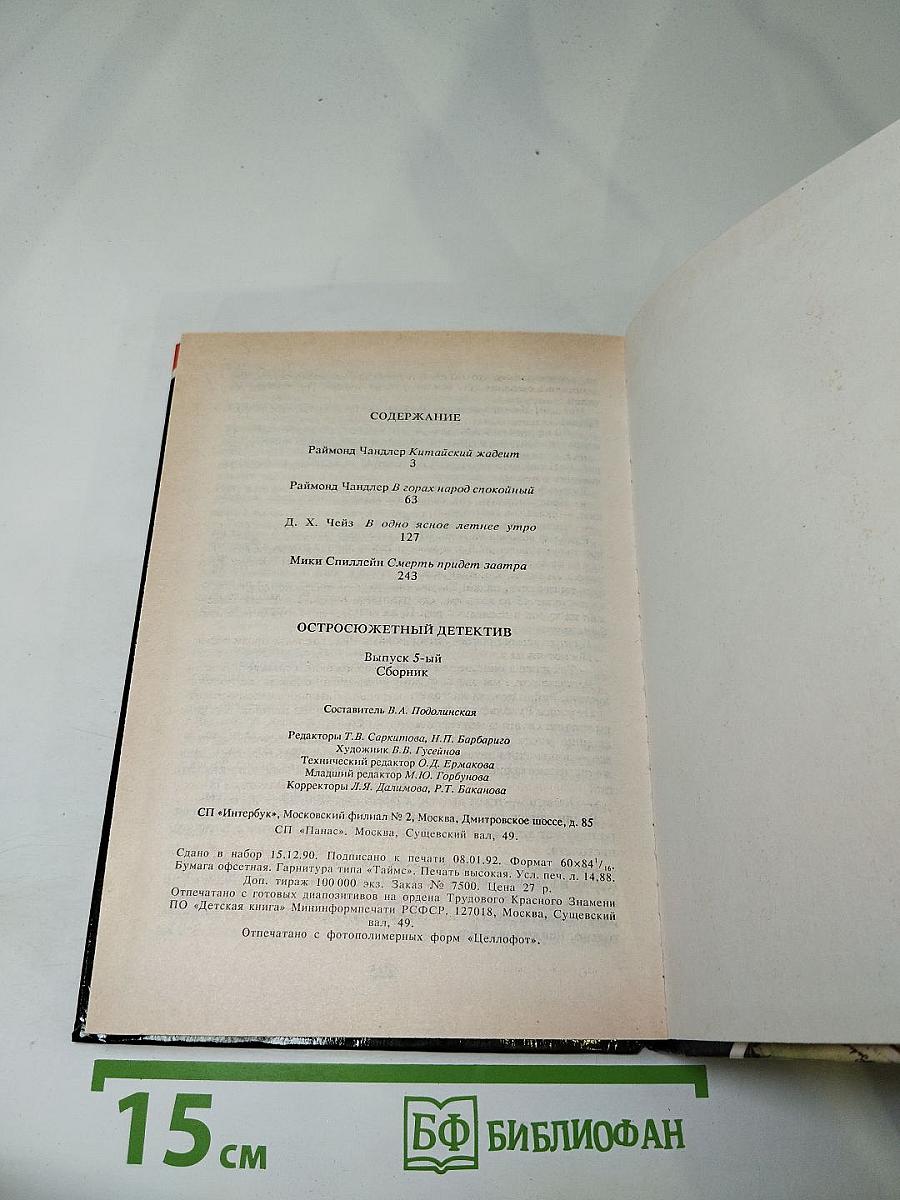 СОДЕРЖАНИЕ
Раймонд Чандлер Китайский жадеит
3
Раймонд Чандлер В горах народ спокойный
63
Д. Х. Чейз В одно ясное летнее утро
127
Мики Спиллейн Смерть придет завтра
243
ОСТРОСЮЖЕТНЫЙ ДЕТЕКТИВ
Выпуск 5-ый
Сборник
Составитель В.А. Подолинская
Редакторы Т.В. Саркитова, Н.П. Барбариго
Художник В.В. Гусейнов
Технический редактор О.Д. Ермакова
Младший редактор М.Ю. Горбунова
Корректоры Л.Я. Далимова, Р.Т. Баканова
СП «Интербук», Московский филиал № 2, Москва, Дмитровское шоссе, д. 85
СП «Панас». Москва, Сущевский вал, 49.
Сдано в набор 15.12.90. Подписано к печати 08.01.92. Формат 60×84 1/16.
Бумага офсетная. Гарнитура типа «Таймс». Печать высокая. Усл. печ. л. 14,88.
Доп. тираж 100 000 экз. Заказ № 7500. Цена 27 р.
Отпечатано с готовых диапозитивов на ордена Трудового Красного Знамени
ПО «Детская книга» Мининформпечати РСФСР. 127018, Москва, Сущевский
вал, 49.
Отпечатано с фотополимерных форм «Целлофот».
15 см
БФ БИБЛИОФАН